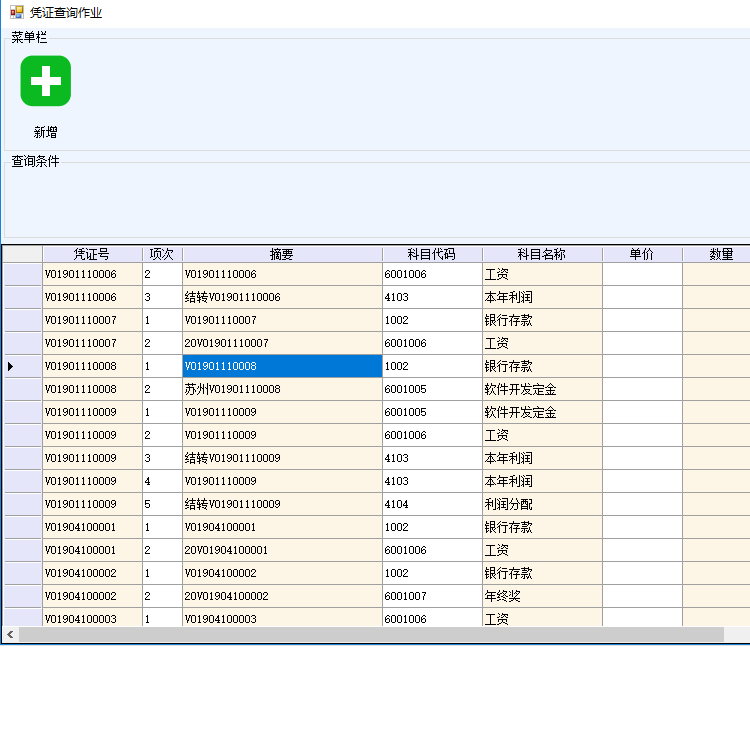 凭证查询作业
菜单栏
新增
查询条件
凭证号 项次 摘要 科目代码 科目名称 单价 数量
V01901110006 2 V01901110006 6001006 工资
V01901110006 3 结转V01901110006 4103 本年利润
V01901110007 1 V01901110007 1002 银行存款
V01901110007 2 20V01901110007 6001006 工资
V01901110008 1 V01901110008 1002 银行存款
V01901110008 2 苏州V01901110008 6001005 软件开发定金
V01901110009 1 V01901110009 6001005 软件开发定金
V01901110009 2 V01901110009 6001006 工资
V01901110009 3 结转V01901110009 4103 本年利润
V01901110009 4 V01901110009 4103 本年利润
V01901110009 5 结转V01901110009 4104 利润分配
V01904100001 1 V01904100001 1002 银行存款
V01904100001 2 20V01904100001 6001006 工资
V01904100002 1 V01904100002 1002 银行存款
V01904100002 2 20V01904100002 6001007 年终奖
V01904100003 1 V01904100003 6001006 工资